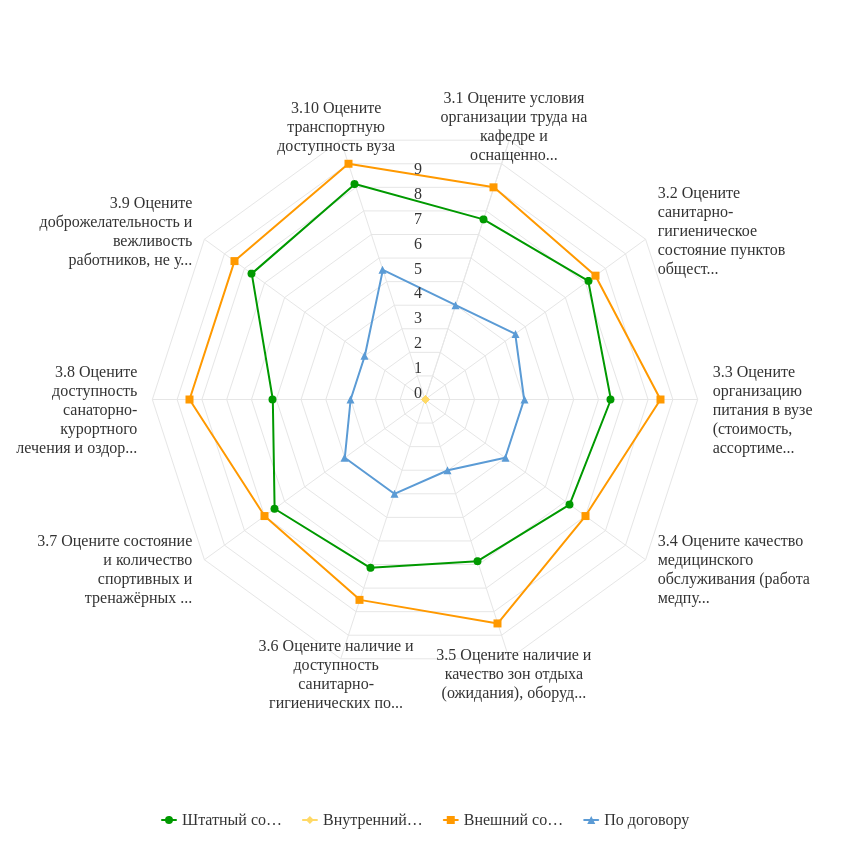 3.10 Оцените
транспортную
доступность вуза
3.1 Оцените условия
организации труда на
кафедре и
оснащенно...
3.2 Оцените
санитарно-
гигиеническое
состояние пунктов
общест...
3.3 Оцените
организацию
питания в вузе
(стоимость,
ассортиме...
3.4 Оцените качество
медицинского
обслуживания (работа
медпу...
3.5 Оцените наличие и
качество зон отдыха
(ожидания), оборуд...
3.6 Оцените наличие и
доступность
санитарно-
гигиенических по...
3.7 Оцените состояние
и количество
спортивных и
тренажёрных ...
3.8 Оцените
доступность
санаторно-
курортного
лечения и оздор...
3.9 Оцените
доброжелательность и
вежливость
работников, не у...
9
8
7
6
5
4
3
2
1
0
Штатный со… Внутренний… Внешний со… По договору